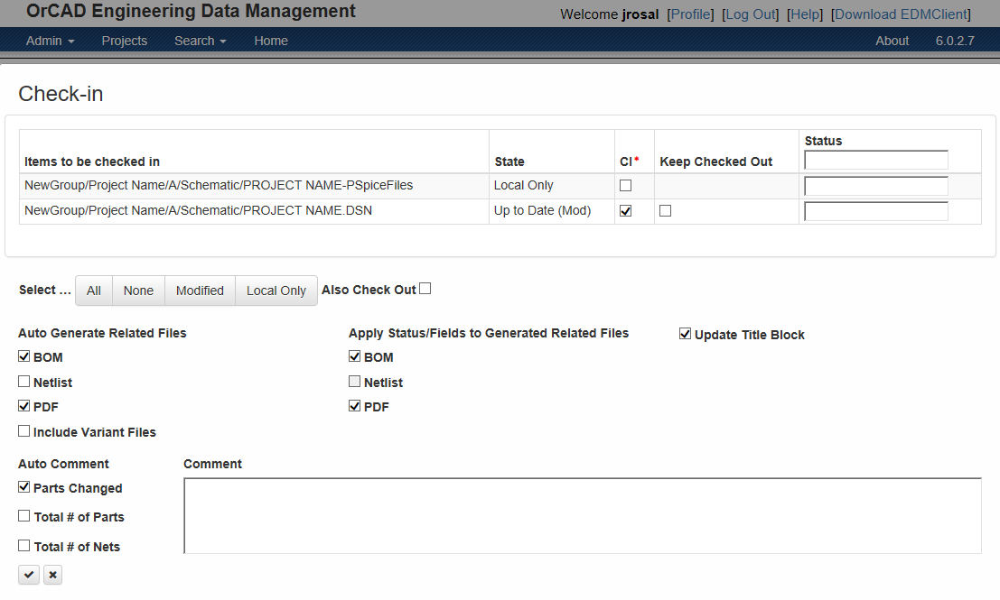 OrCAD Engineering Data Management
Welcome jrosal [Profile] [Log Out] [Help] [Download EDMClient]
Admin Projects Search Home About 6.0.2.7
Check-in
Items to be checked in State CI* Keep Checked Out Status
NewGroup/Project Name/A/Schematic/PROJECT NAME-PSpiceFiles Local Only
NewGroup/Project Name/A/Schematic/PROJECT NAME.DSN Up to Date (Mod)
Select ... All None Modified Local Only Also Check Out
Auto Generate Related Files Apply Status/Fields to Generated Related Files Update Title Block
BOM BOM
Netlist Netlist
PDF PDF
Include Variant Files
Auto Comment Comment
Parts Changed
Total # of Parts
Total # of Nets